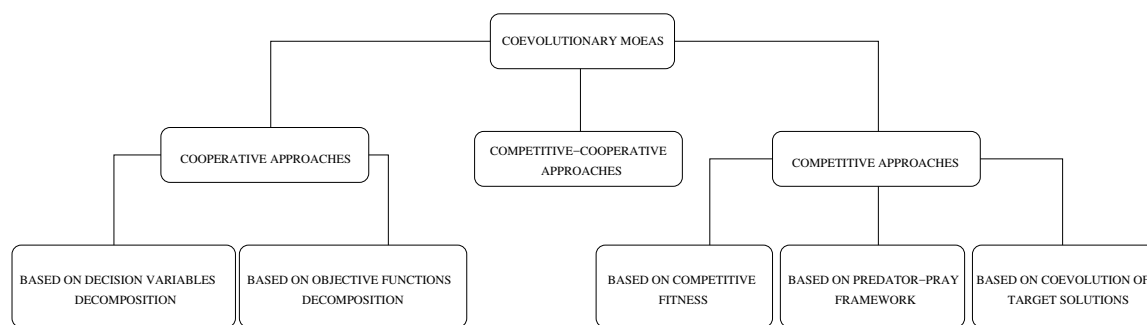 COEVOLUTIONARY MOEAS
COOPERATIVE APPROACHES
COMPETITIVE−COOPERATIVE
APPROACHES
COMPETITIVE APPROACHES
BASED ON DECISION VARIABLES
DECOMPOSITION
BASED ON OBJECTIVE FUNCTIONS
DECOMPOSITION
BASED ON COMPETITIVE
FITNESS
BASED ON PREDATOR−PRAY
FRAMEWORK
BASED ON COEVOLUTION OF
TARGET SOLUTIONS